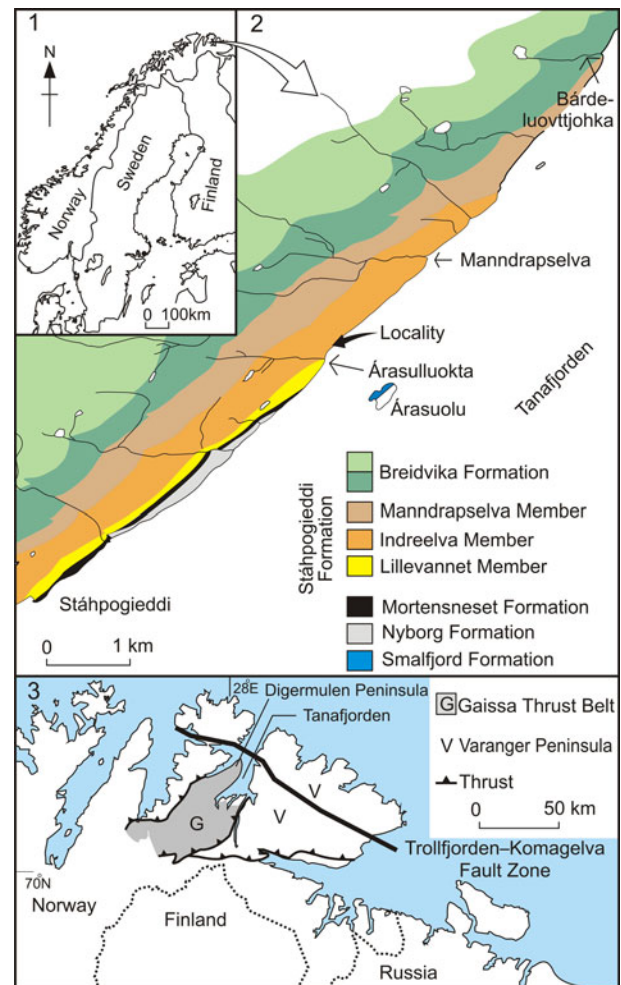 1
N
Norway
Sweden
Finland
0 100km
2
Bárde-
luovttjohka
Manndrapselva
Locality
Árasulluokta
Árasuolu
Tanafjorden
Stáhpogieddi
Formation
Breidvika Formation
Manndrapselva Member
Indreelva Member
Lillevannet Member
Mortensneset Formation
Nyborg Formation
Smalfjord Formation
Stáhpogieddi
0 1 km
3
28°E
Digermulen Peninsula
Tanafjorden
G
V
V
G Gaissa Thrust Belt
V Varanger Peninsula
Thrust
0 50 km
Trollfjorden–Komagelva
Fault Zone
70°N
Norway
Finland
Russia